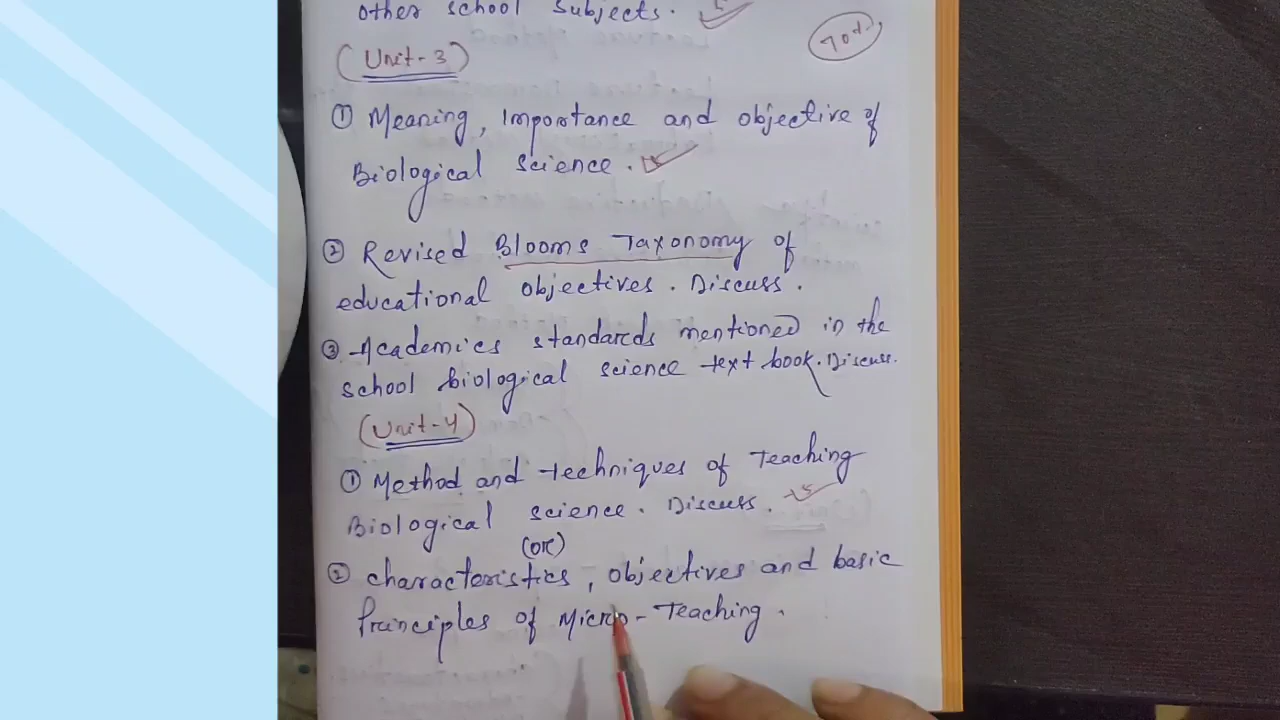 other school subjects.
(Unit-3)
70%
① Meaning, Importance and objective of
Biological science.
② Revised Blooms Taxonomy of
educational objectives. Discuss.
③ Academics standards mentioned in the
school biological science text book. Discuss.
(Unit-4)
① Method and techniques of Teaching
Biological science. Discuss.
(or)
② characteristics, objectives and basic
Principles of Micro-Teaching.